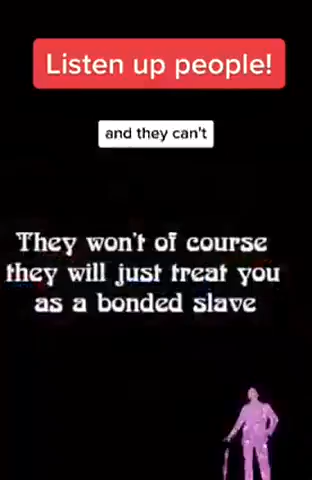 Listen up people!
and they can't
They won't of course
they will just treat you
as a bonded slave